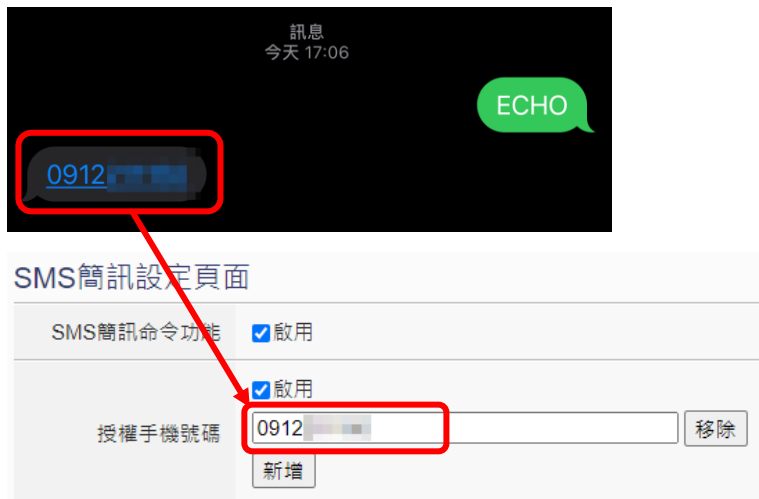 訊息
今天 17:06
ECHO
0912
SMS簡訊設定頁面
SMS簡訊命令功能 啟用
啟用
授權手機號碼 0912 移除
新增